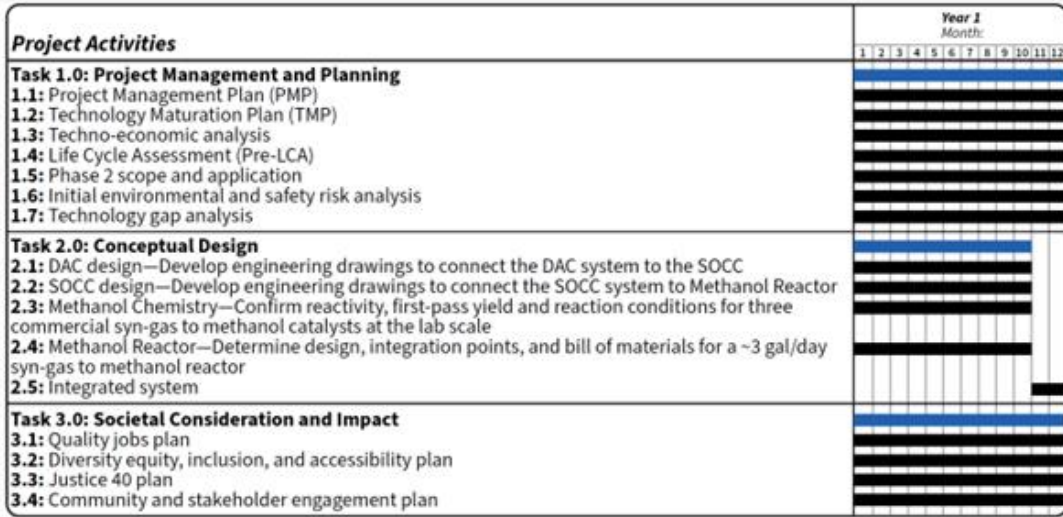 Year 1
Month:
Project Activities
1 2 3 4 5 6 7 8 9 10 11 12
Task 1.0: Project Management and Planning
1.1: Project Management Plan (PMP)
1.2: Technology Maturation Plan (TMP)
1.3: Techno-economic analysis
1.4: Life Cycle Assessment (Pre-LCA)
1.5: Phase 2 scope and application
1.6: Initial environmental and safety risk analysis
1.7: Technology gap analysis
Task 2.0: Conceptual Design
2.1: DAC design—Develop engineering drawings to connect the DAC system to the SOCC
2.2: SOCC design—Develop engineering drawings to connect the SOCC system to Methanol Reactor
2.3: Methanol Chemistry—Confirm reactivity, first-pass yield and reaction conditions for three
commercial syn-gas to methanol catalysts at the lab scale
2.4: Methanol Reactor—Determine design, integration points, and bill of materials for a ~3 gal/day
syn-gas to methanol reactor
2.5: Integrated system
Task 3.0: Societal Consideration and Impact
3.1: Quality jobs plan
3.2: Diversity equity, inclusion, and accessibility plan
3.3: Justice 40 plan
3.4: Community and stakeholder engagement plan